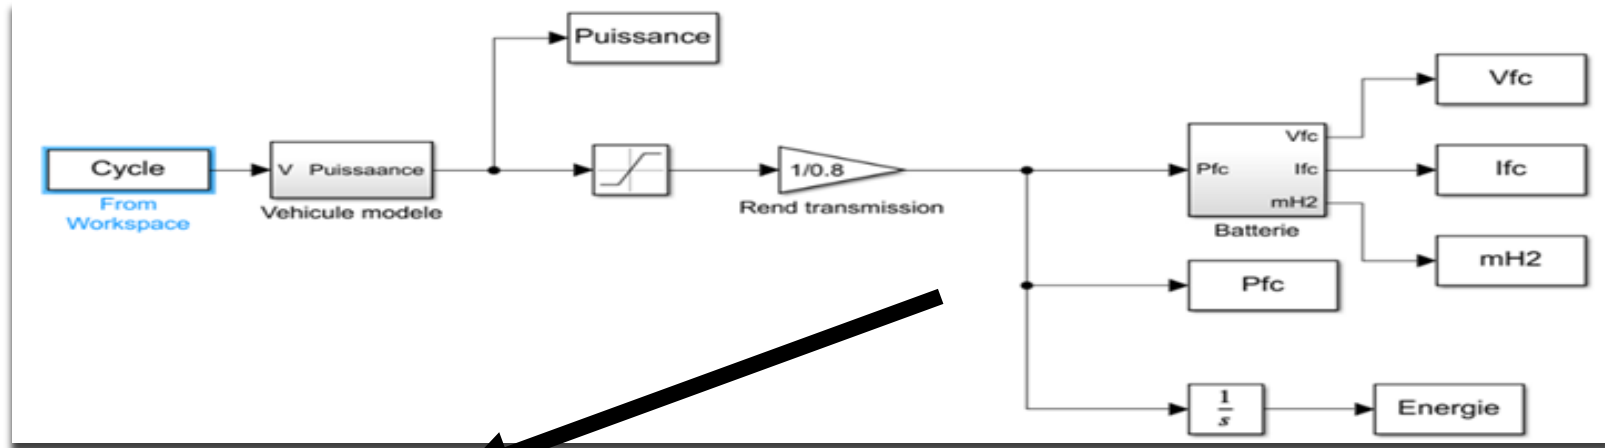 Puissance
Vfc
Cycle
From
Workspace
V Puissaance
Vehicule modele
1/0.8
Rend transmission
Pfc
Vfc
Ifc
mH2
Batterie
Ifc
mH2
Pfc
1
s
Energie